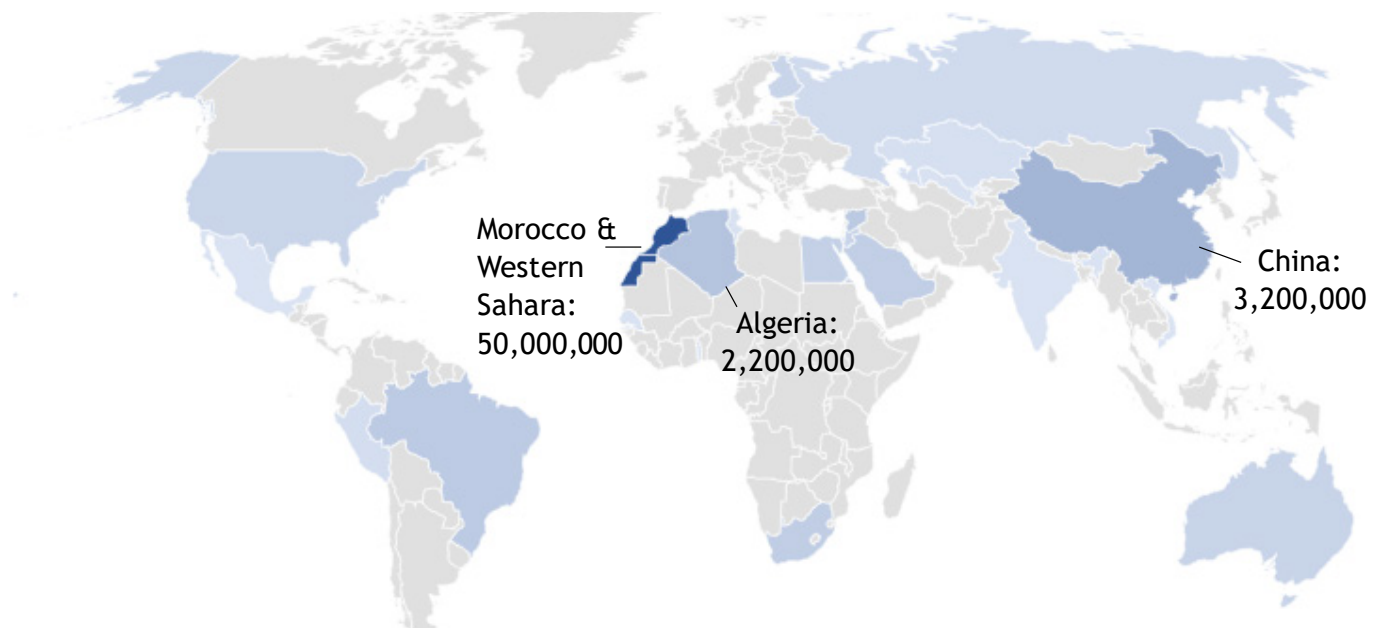 Morocco &
Western
Sahara:
50,000,000
Algeria:
2,200,000
China:
3,200,000